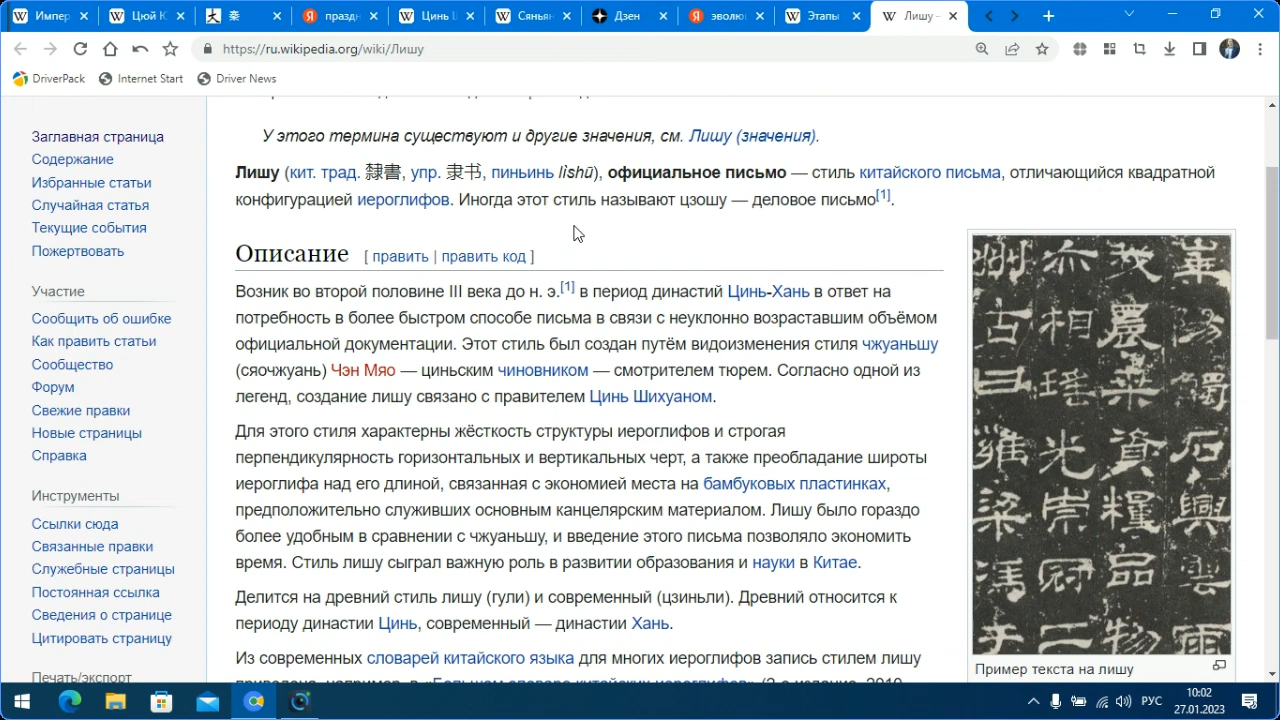 Импер
Цюй К
秦
праздн
Цинь Ш
Сяньян
Дзен
эволю
Этапы
Лишу –
https://ru.wikipedia.org/wiki/Лишу
DriverPack
Internet Start
Driver News
Заглавная страница
Содержание
Избранные статьи
Случайная статья
Текущие события
Пожертвовать
Участие
Сообщить об ошибке
Как править статьи
Сообщество
Форум
Свежие правки
Новые страницы
Справка
Инструменты
Ссылки сюда
Связанные правки
Служебные страницы
Постоянная ссылка
Сведения о странице
Цитировать страницу
Печать/экспорт
У этого термина существуют и другие значения, см. Лишу (значения).
Лишу (кит. трад. 隸書, упр. 隶书, пиньинь lìshū), официальное письмо — стиль китайского письма, отличающийся квадратной
конфигурацией иероглифов. Иногда этот стиль называют цзошу — деловое письмо[1].
Описание [ править | править код ]
Возник во второй половине III века до н. э.[1] в период династий Цинь-Хань в ответ на
потребность в более быстром способе письма в связи с неуклонно возраставшим объёмом
официальной документации. Этот стиль был создан путём видоизменения стиля чжуаньшу
(сяочжуань) Чэн Мяо — циньским чиновником — смотрителем тюрем. Согласно одной из
легенд, создание лишу связано с правителем Цинь Шихуаном.
Для этого стиля характерны жёсткость структуры иероглифов и строгая
перпендикулярность горизонтальных и вертикальных черт, а также преобладание широты
иероглифа над его длиной, связанная с экономией места на бамбуковых пластинках,
предположительно служивших основным канцелярским материалом. Лишу было гораздо
более удобным в сравнении с чжуаньшу, и введение этого письма позволяло экономить
время. Стиль лишу сыграл важную роль в развитии образования и науки в Китае.
Делится на древний стиль лишу (гули) и современный (цзиньли). Древний относится к
периоду династии Цинь, современный — династии Хань.
Из современных словарей китайского языка для многих иероглифов запись стилем лишу
Пример текста на лишу
РУС
10:02
27.01.2023